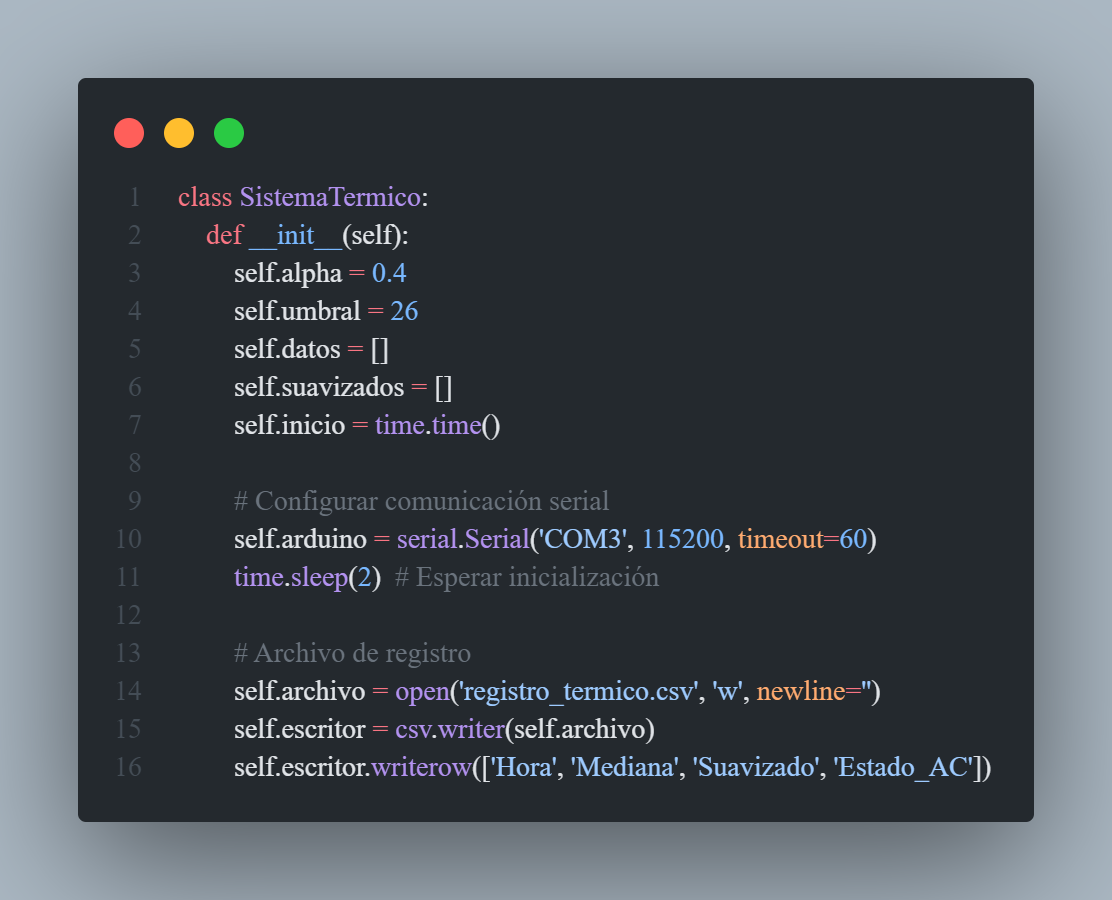 1 class SistemaTermico:
2 def __init__(self):
3 self.alpha = 0.4
4 self.umbral = 26
5 self.datos = []
6 self.suavizados = []
7 self.inicio = time.time()
8
9 # Configurar comunicación serial
10 self.arduino = serial.Serial('COM3', 115200, timeout=60)
11 time.sleep(2) # Esperar inicialización
12
13 # Archivo de registro
14 self.archivo = open('registro_termico.csv', 'w', newline='')
15 self.escritor = csv.writer(self.archivo)
16 self.escritor.writerow(['Hora', 'Mediana', 'Suavizado', 'Estado_AC'])